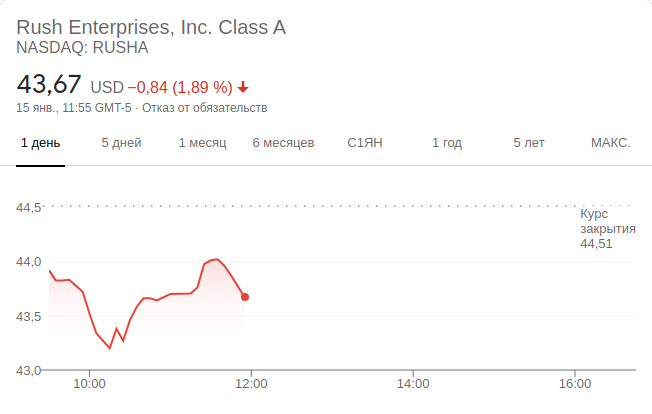 Rush Enterprises, Inc. Class A
NASDAQ: RUSHA
43,67 USD −0,84 (1,89 %)
15 янв., 11:55 GMT-5 · Отказ от обязательств
1 день 5 дней 1 месяц 6 месяцев С1ЯН 1 год 5 лет МАКС.
44,5
Курс
закрытия
44,51
44,0
43,5
43,0
10:00 12:00 14:00 16:00